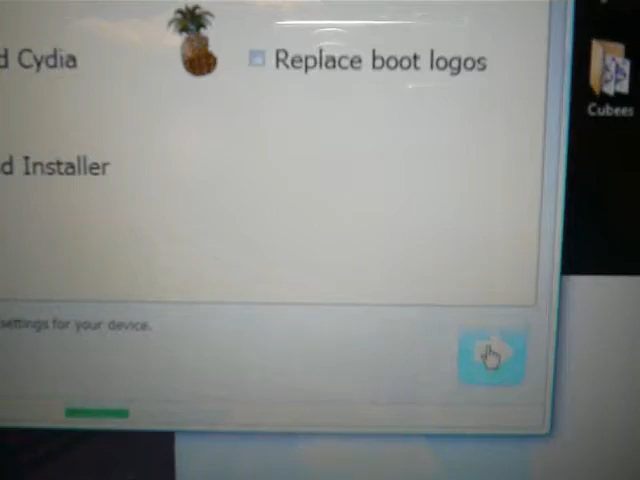 d Cydia
Replace boot logos
Cubees
d Installer
settings for your device.